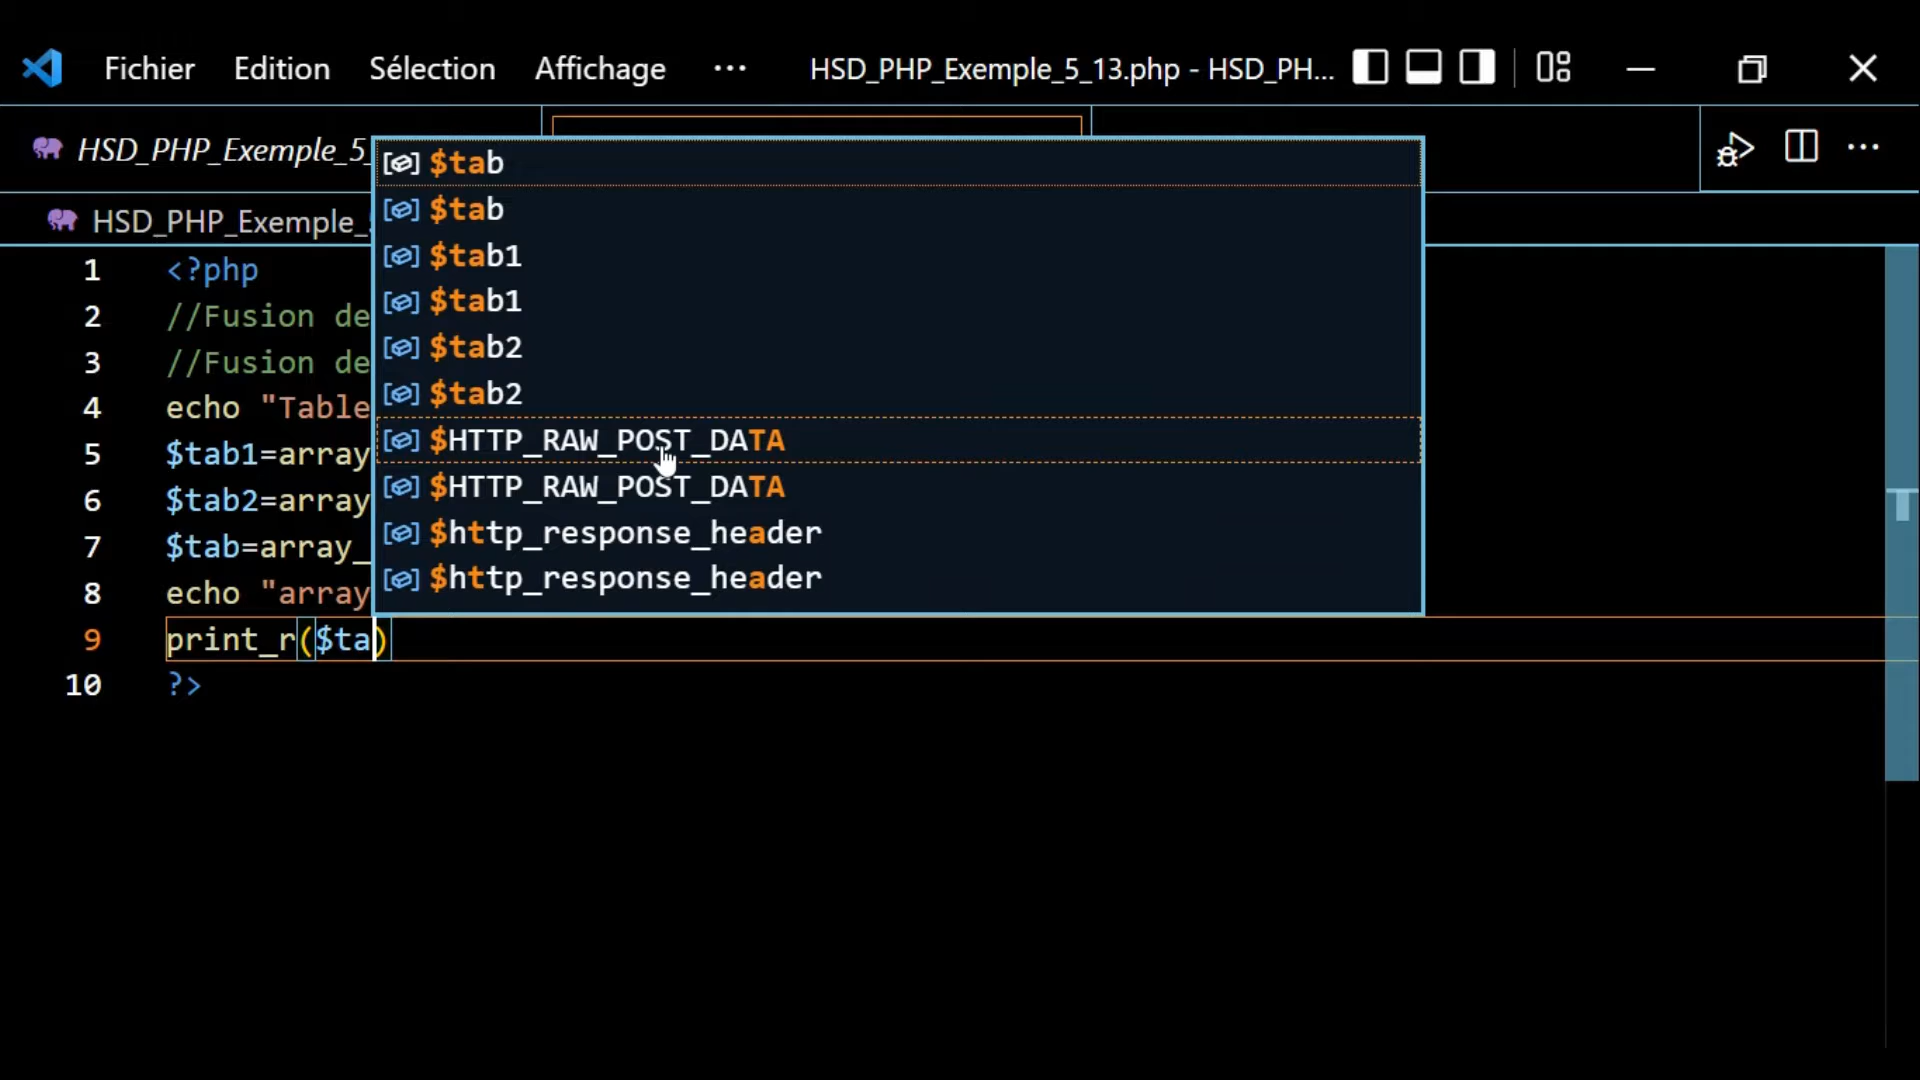 Fichier Edition Sélection Affichage ··· HSD_PHP_Exemple_5_13.php - HSD_PH...
HSD_PHP_Exemple_5_
HSD_PHP_Exemple_
$tab
$tab
$tab1
$tab1
$tab2
$tab2
$HTTP_RAW_POST_DATA
$HTTP_RAW_POST_DATA
$http_response_header
$http_response_header
1 <?php
2 //Fusion de
3 //Fusion de
4 echo "Table
5 $tab1=array
6 $tab2=array
7 $tab=array_
8 echo "array
9 print_r($ta)
10 ?>